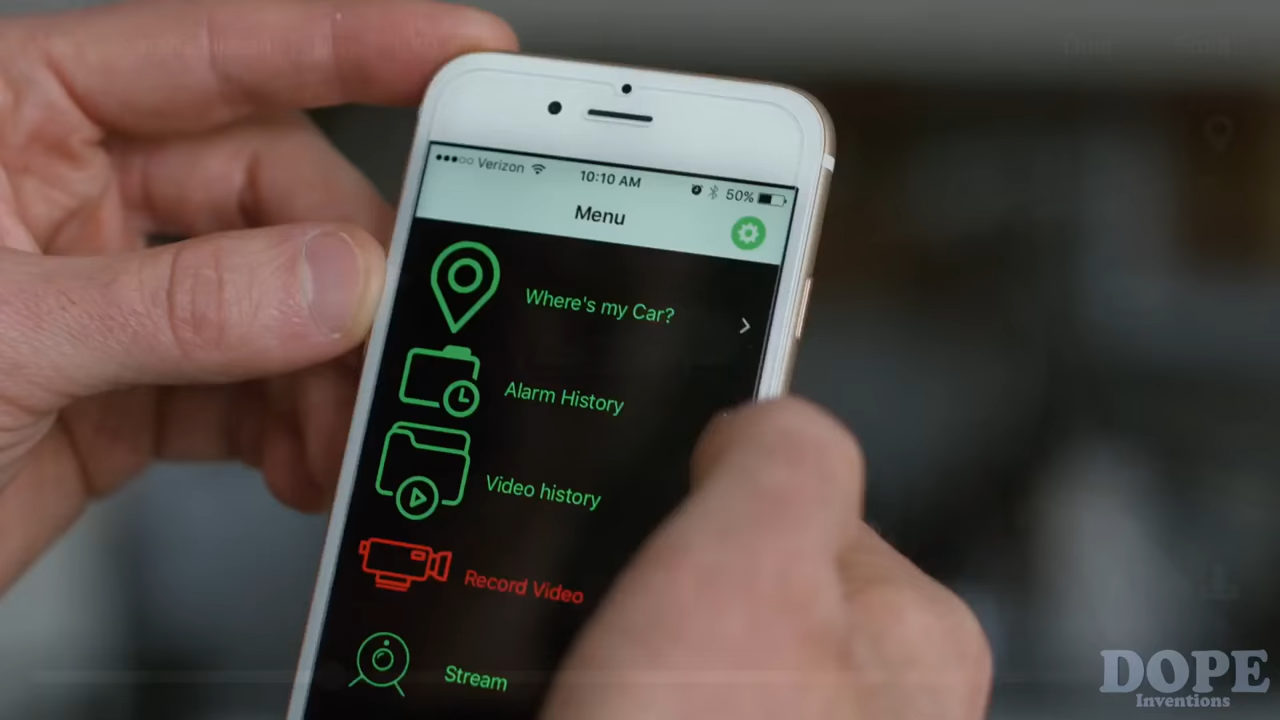 Verizon
10:10 AM
50%
Menu
Where's my Car?
Alarm History
Video history
Record Video
Stream
DOPE
Inventions